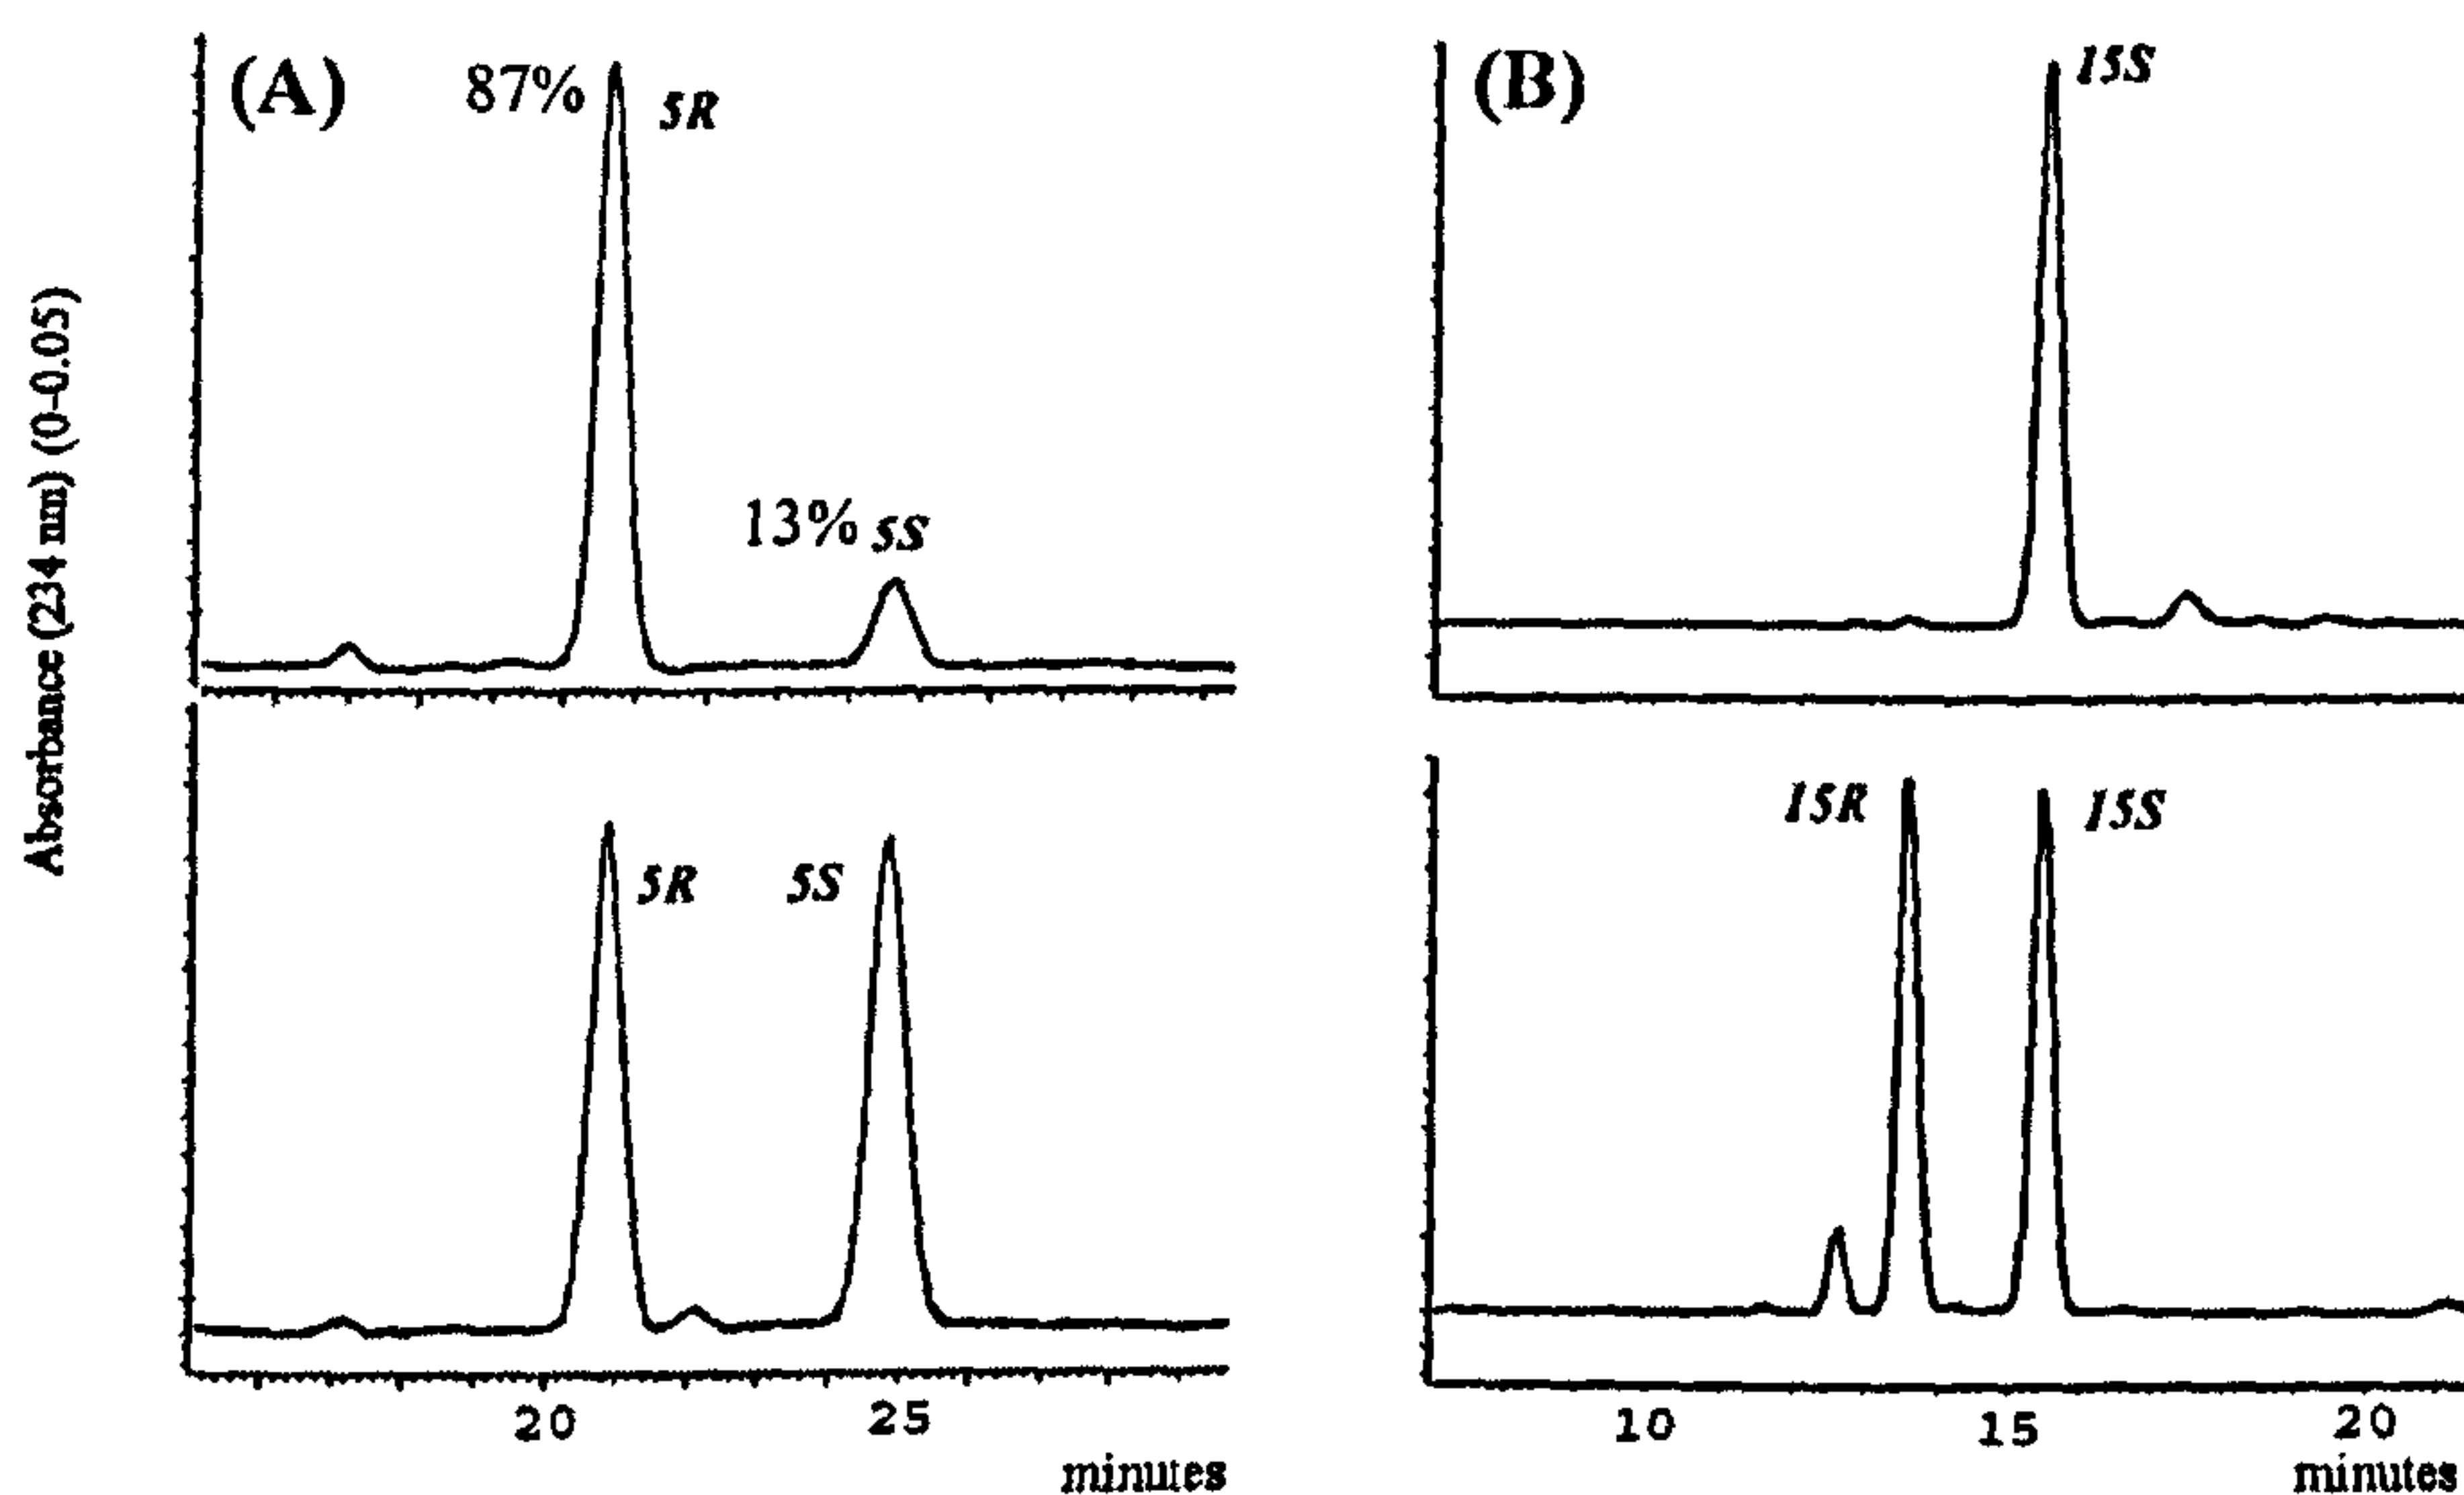 (A)
87%
5R
13% 5S
(B)
15S
Absorbance (234 nm) (0-0.05)
5R
5S
15R
15S
20
25
minutes
10
15
20
minutes